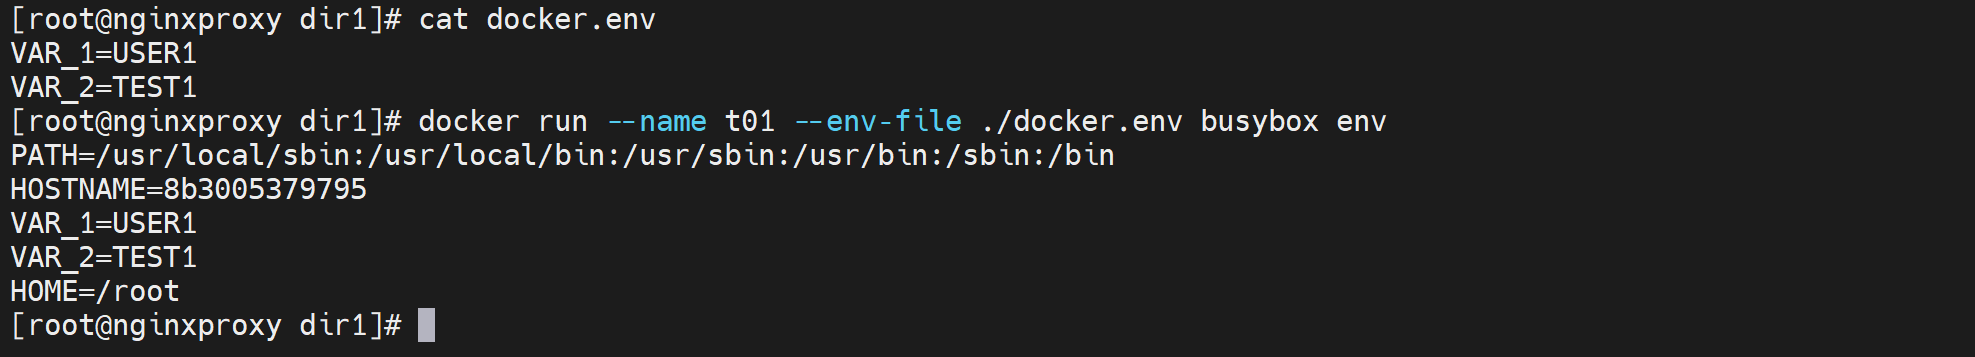 [root@nginxproxy dir1]# cat docker.env
VAR_1=USER1
VAR_2=TEST1
[root@nginxproxy dir1]# docker run --name t01 --env-file ./docker.env busybox env
PATH=/usr/local/sbin:/usr/local/bin:/usr/sbin:/usr/bin:/sbin:/bin
HOSTNAME=8b3005379795
VAR_1=USER1
VAR_2=TEST1
HOME=/root
[root@nginxproxy dir1]#